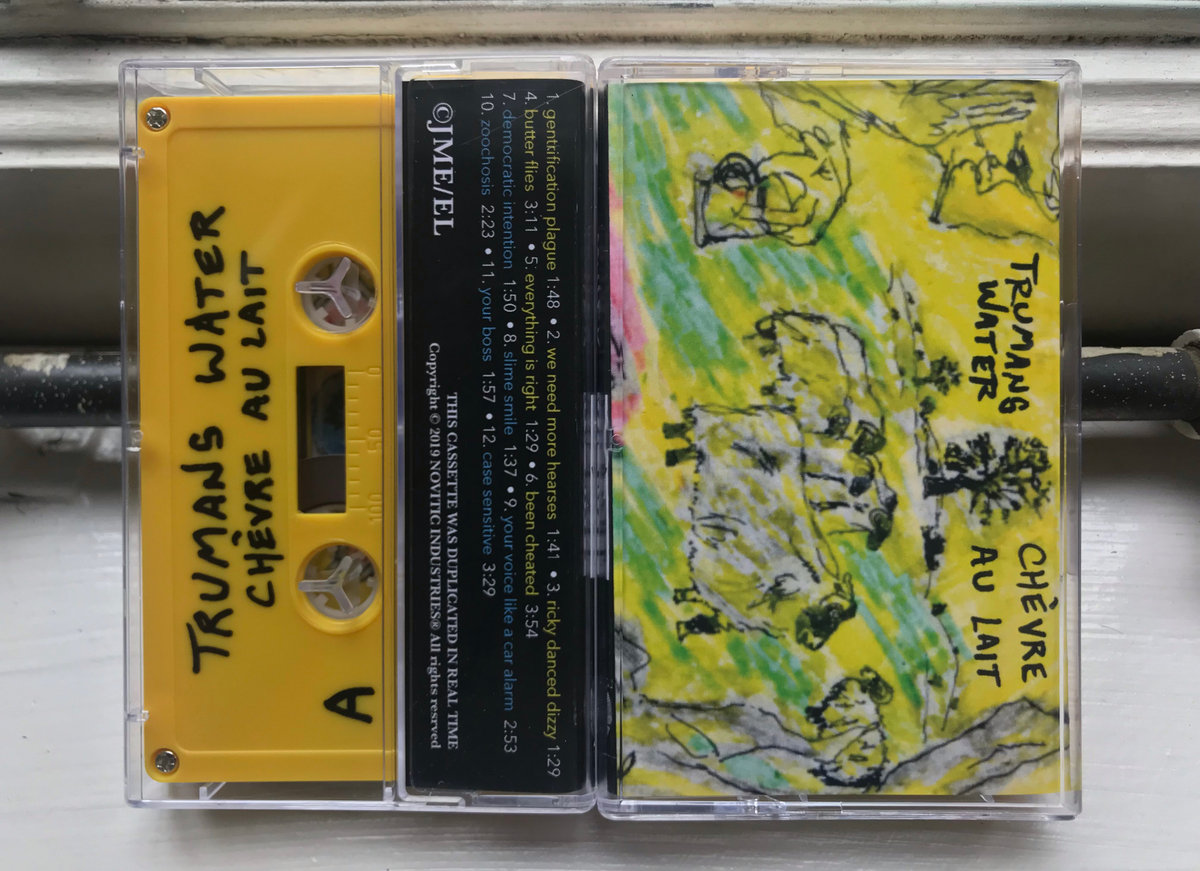 TRUMANS WATER
CHÈVRE AU LAIT
A
0 50 100
1. gentrification plague 1:48 • 2. we need more hearses 1:41 • 3. ricky danced dizzy 1:29
4. butter flies 3:11 • 5. everything is right 1:29 • 6. been cheated 3:54
7. democratic intention 1:50 • 8. slime smile 1:37 • 9. your voice like a car alarm 2:53
10. zoochosis 2:23 • 11. your boss 1:57 • 12. case sensitive 3:29
©JME/EL
THIS CASSETTE WAS DUPLICATED IN REAL TIME
Copyright © 2019 NOVITIC INDUSTRIES® All rights resrved
TRUMANS
WATER
CHÈVRE
AU LAIT